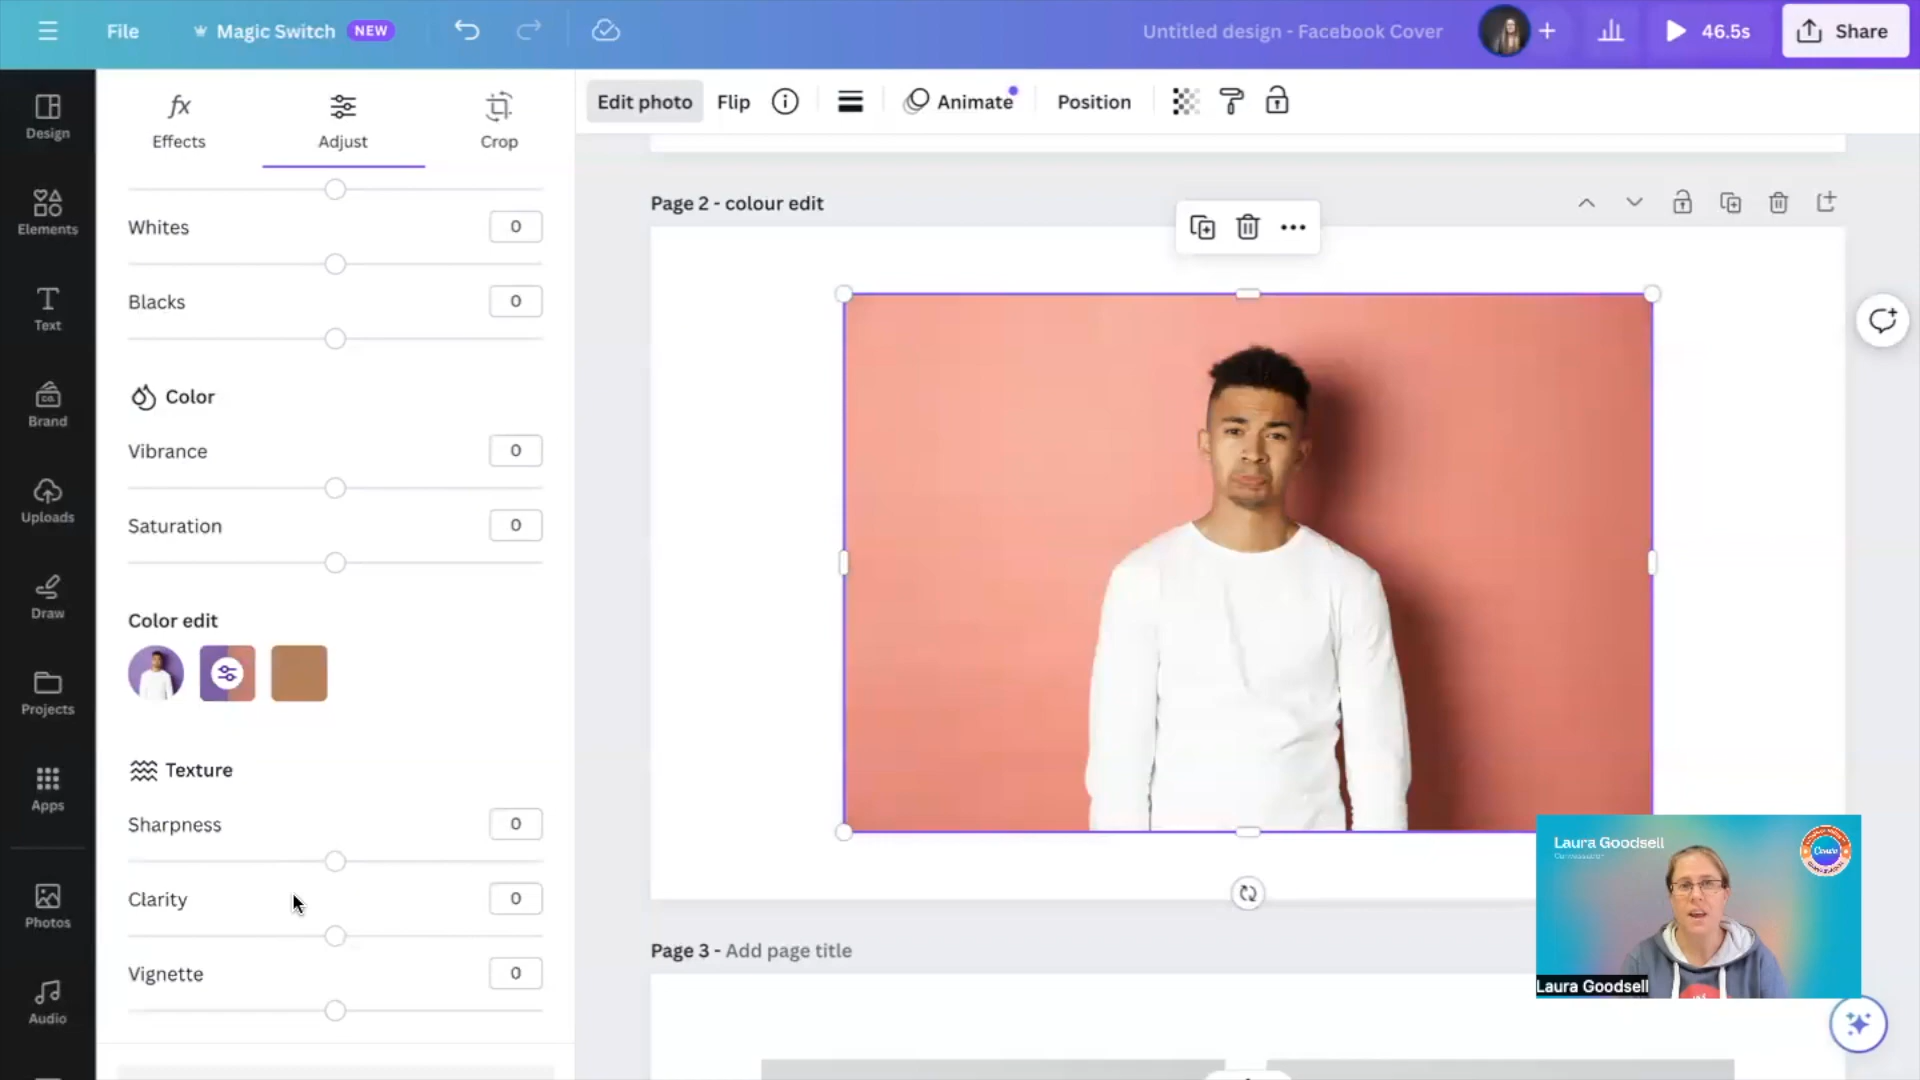 File
Magic Switch NEW
Untitled design - Facebook Cover
46.5s
Share
Design
Elements
Text
Brand
Uploads
Draw
Projects
Apps
Photos
Audio
Effects
Adjust
Crop
Whites 0
Blacks 0
Color
Vibrance 0
Saturation 0
Color edit
Texture
Sharpness 0
Clarity 0
Vignette 0
Edit photo
Flip
Animate
Position
Page 2 - colour edit
Page 3 - Add page title
Laura Goodsell
Canva
Laura Goodsell